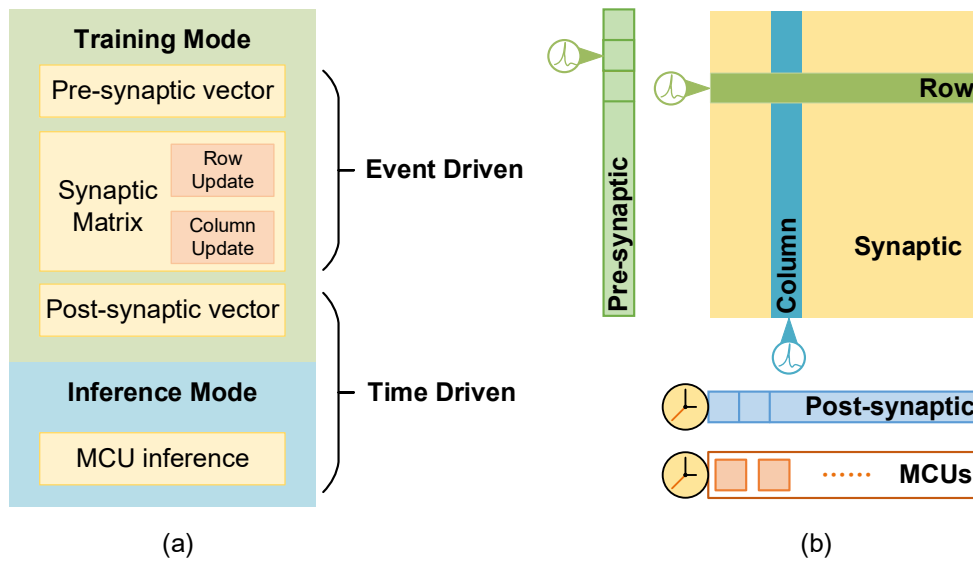 Training Mode
Pre-synaptic vector
Synaptic
Matrix
Row
Update
Column
Update
Post-synaptic vector
Inference Mode
MCU inference
Event Driven
Time Driven
(a)
Pre-synaptic
Row
Column
Synaptic
Post-synaptic
...... MCUs
(b)